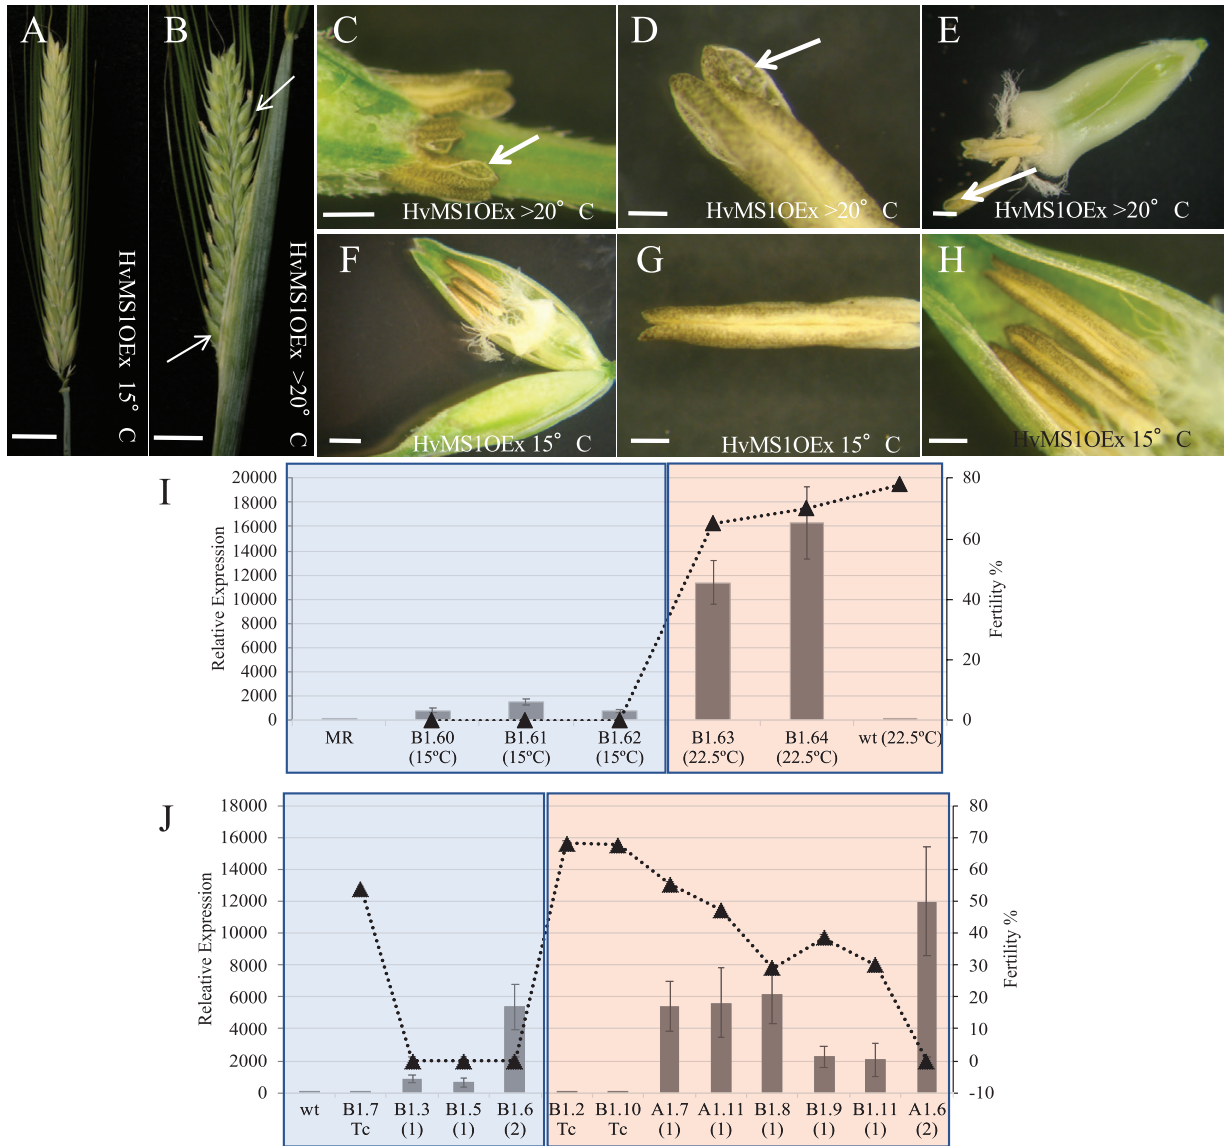 A
HvMS1OEx 15° C
B
HvMS1OEx >20° C
C
HvMS1OEx >20° C
D
HvMS1OEx >20° C
E
HvMS1OEx >20° C
F
HvMS1OEx 15° C
G
HvMS1OEx 15° C
H
HvMS1OEx 15° C
I
Relative Expression
20000
18000
16000
14000
12000
10000
8000
6000
4000
2000
0
80
60
40
20
0
Fertility %
MR B1.60 B1.61 B1.62 B1.63 B1.64 wt (22.5ºC)
(15ºC) (15ºC) (15ºC) (22.5ºC) (22.5ºC)
J
Releative Expression
18000
16000
14000
12000
10000
8000
6000
4000
2000
0
80
70
60
50
40
30
20
10
0
-10
Fertility %
wt B1.7 B1.3 B1.5 B1.6 B1.2 B1.10 A1.7 A1.11 B1.8 B1.9 B1.11 A1.6
Tc (1) (1) (2) Tc Tc (1) (1) (1) (1) (1) (2)